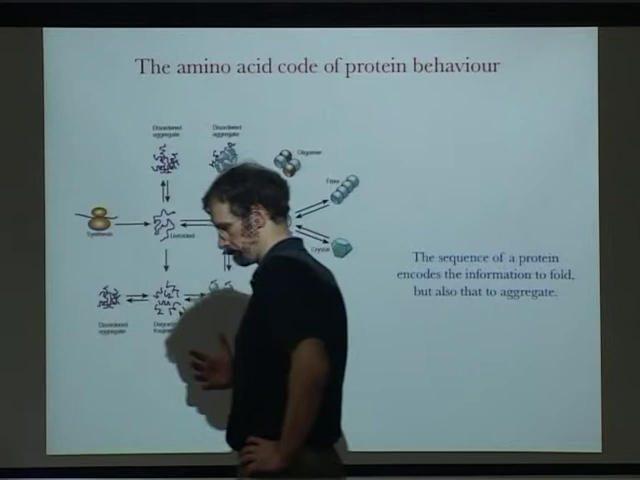 The amino acid code of protein behaviour
Disordered
aggregate
Disordered
aggregate
Oligomer
Fibre
Synthesis
Unfolded
Crystal
The sequence of a protein
encodes the information to fold,
but also that to aggregate.
Disordered
aggregate